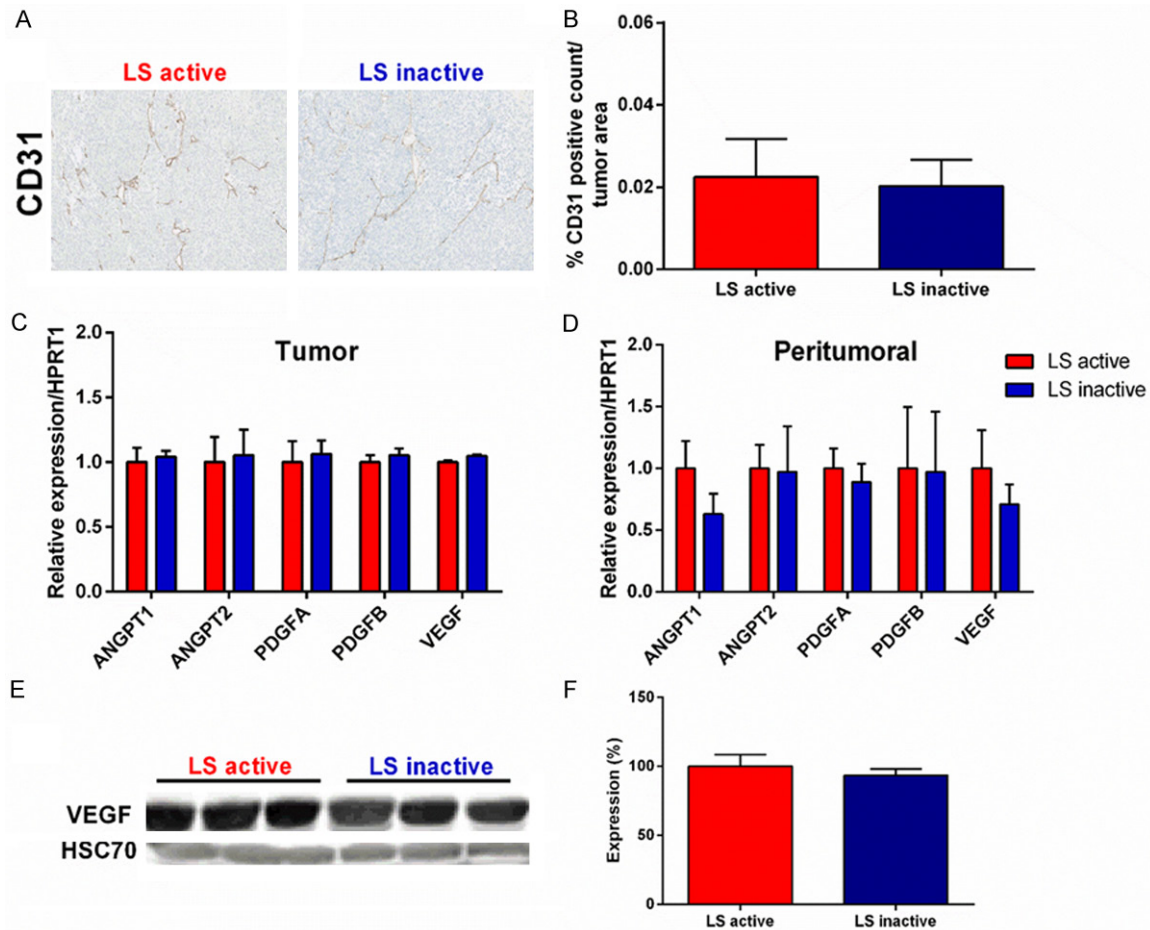 A
LS active
LS inactive
CD31
B
% CD31 positive count/
tumor area
0.06
0.04
0.02
0.00
LS active
LS inactive
C
Relative expression/HPRT1
Tumor
2.0
1.5
1.0
0.5
0.0
ANGPT1
ANGPT2
PDGFA
PDGFB
VEGF
D
Relative expression/HPRT1
Peritumoral
2.0
1.5
1.0
0.5
0.0
ANGPT1
ANGPT2
PDGFA
PDGFB
VEGF
LS active
LS inactive
E
LS active
LS inactive
VEGF
HSC70
F
Expression (%)
150
100
50
0
LS active
LS inactive